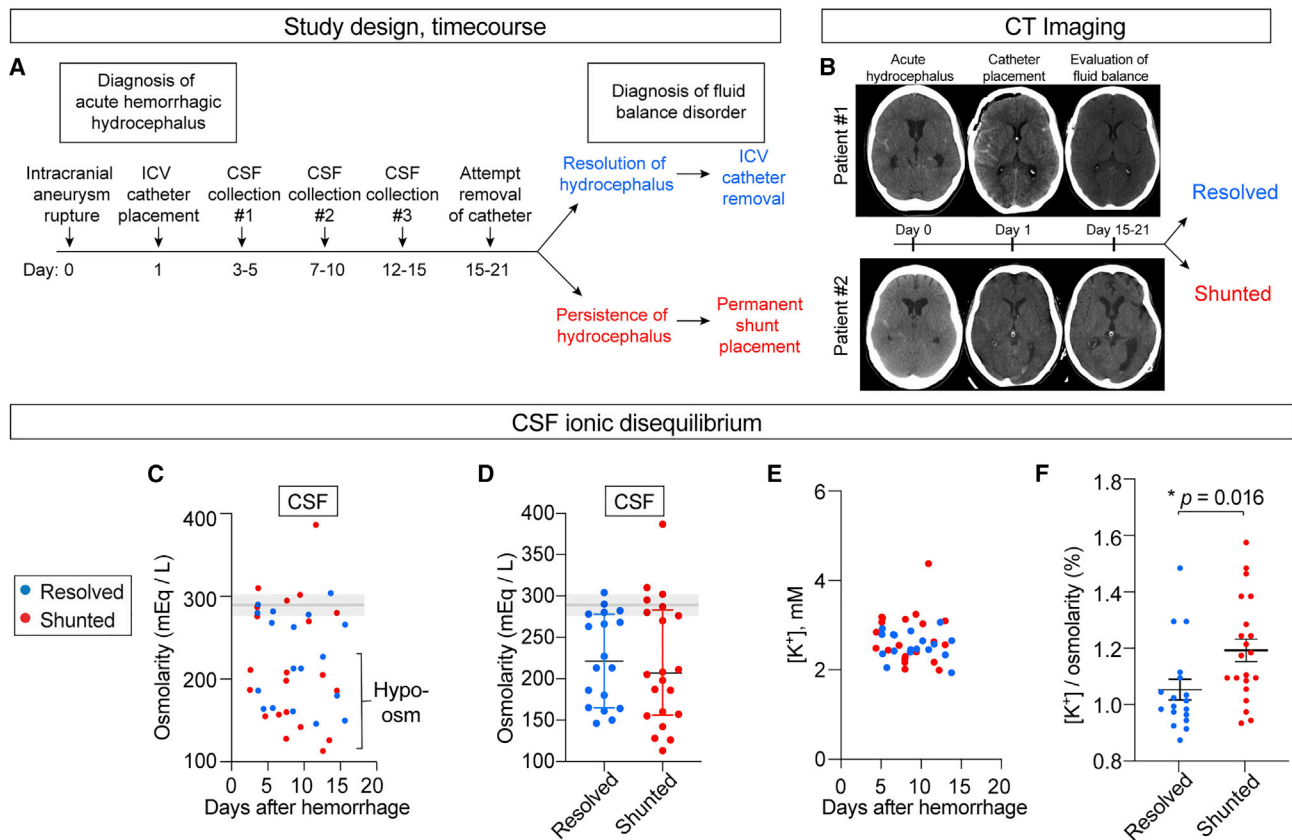 Study design, timecourse
CT Imaging
A
Diagnosis of
acute hemorrhagic
hydrocephalus
Diagnosis of fluid
balance disorder
Intracranial
aneurysm
rupture
ICV
catheter
placement
CSF
collection
#1
CSF
collection
#2
CSF
collection
#3
Attempt
removal
of catheter
Day: 0
1
3-5
7-10
12-15
15-21
Resolution of
hydrocephalus
ICV
catheter
removal
Persistence of
hydrocephalus
Permanent
shunt
placement
B
Acute
hydrocephalus
Catheter
placement
Evaluation of
fluid balance
Patient #1
Day 0
Day 1
Day 15-21
Resolved
Shunted
Patient #2
CSF ionic disequilibrium
Resolved
Shunted
C
CSF
Osmolarity (mEq / L)
400
300
200
100
Hypo-
osm
0 5 10 15 20
Days after hemorrhage
D
CSF
Osmolarity (mEq / L)
400
350
300
250
200
150
100
Resolved
Shunted
E
[K⁺], mM
6
4
2
0
0 5 10 15 20
Days after hemorrhage
F
[K⁺] / osmolarity (%)
1.8
1.6
1.4
1.2
1.0
0.8
* p = 0.016
Resolved
Shunted